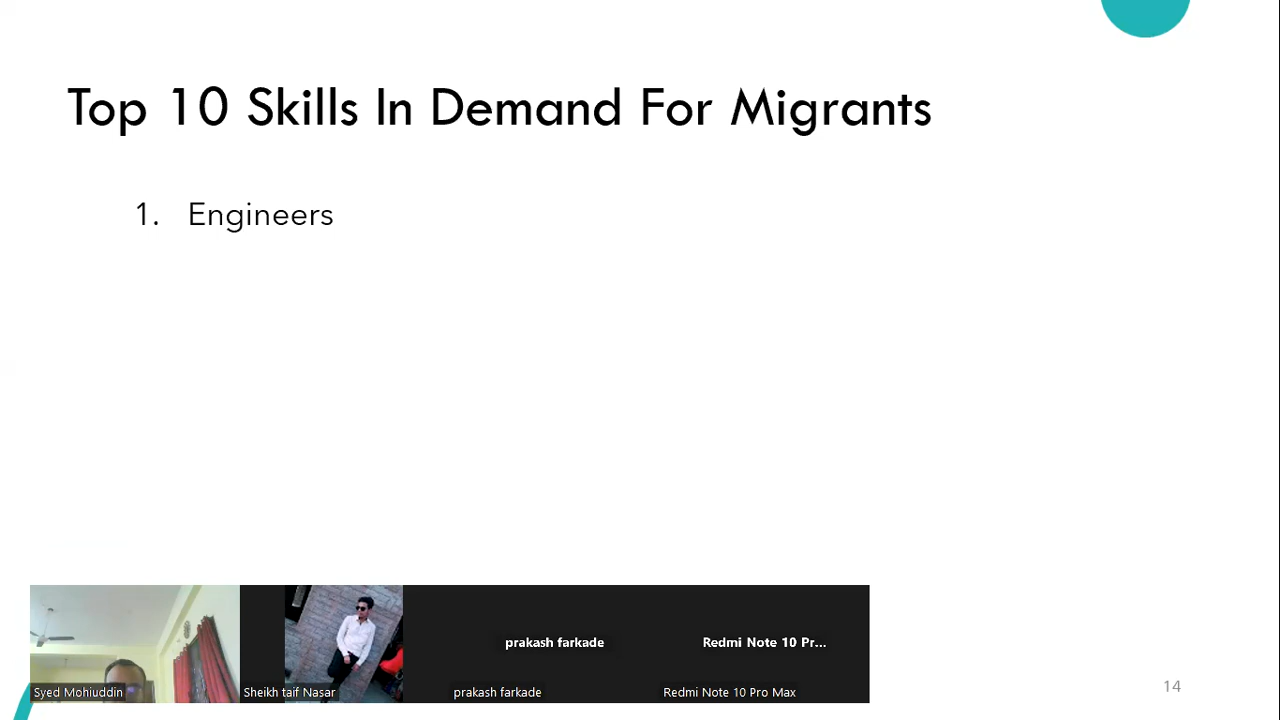 Top 10 Skills In Demand For Migrants
1. Engineers
prakash farkade
Redmi Note 10 Pr...
Syed Mohiuddin
Sheikh taif Nasar
prakash farkade
Redmi Note 10 Pro Max
14